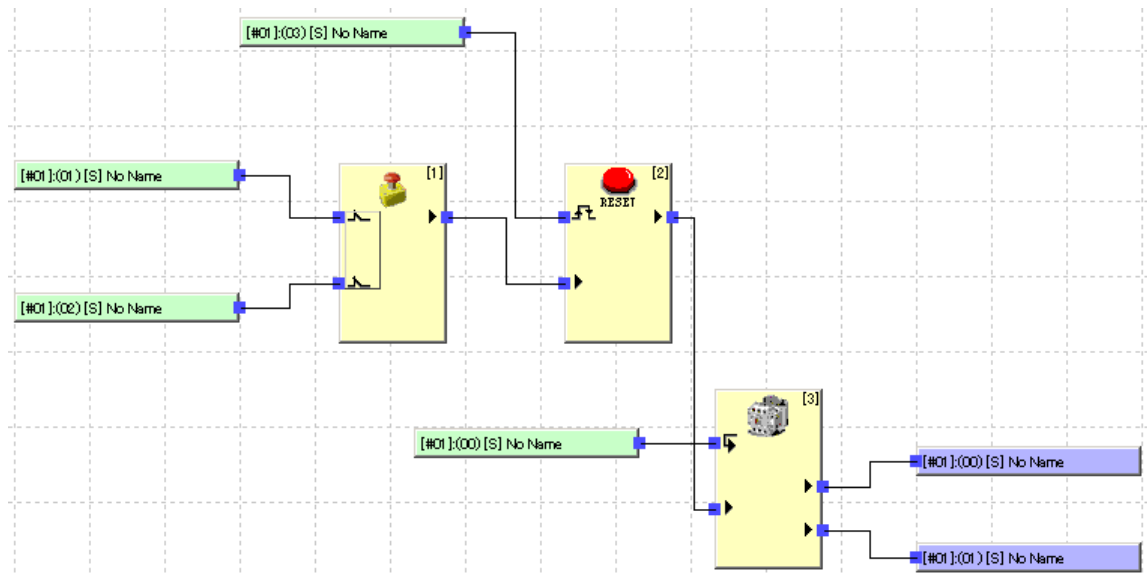 [#01]:(03) [S] No Name
[#01]:(01) [S] No Name
[1]
[2]
RESET
[#01]:(02) [S] No Name
[3]
[#01]:(00) [S] No Name
[#01]:(00) [S] No Name
[#01]:(01) [S] No Name